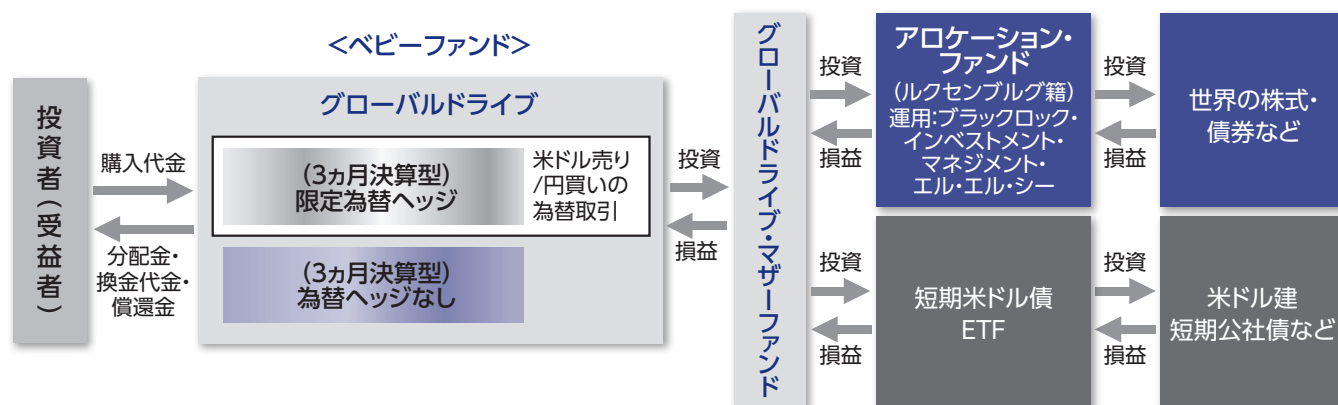 <ベビーファンド>
投資者(受益者)
購入代金
分配金・
換金代金・
償還金
グローバルドライブ
(3ヵ月決算型)
限定為替ヘッジ
米ドル売り
/円買いの
為替取引
(3ヵ月決算型)
為替ヘッジなし
投資
損益
グローバルドライブ・マザーファンド
投資
損益
アロケーション・
ファンド
(ルクセンブルグ籍)
運用:ブラックロック・
インベストメント・
マネジメント・
エル・エル・シー
投資
損益
世界の株式・
債券など
投資
損益
短期米ドル債
ETF
投資
損益
米ドル建
短期公社債など